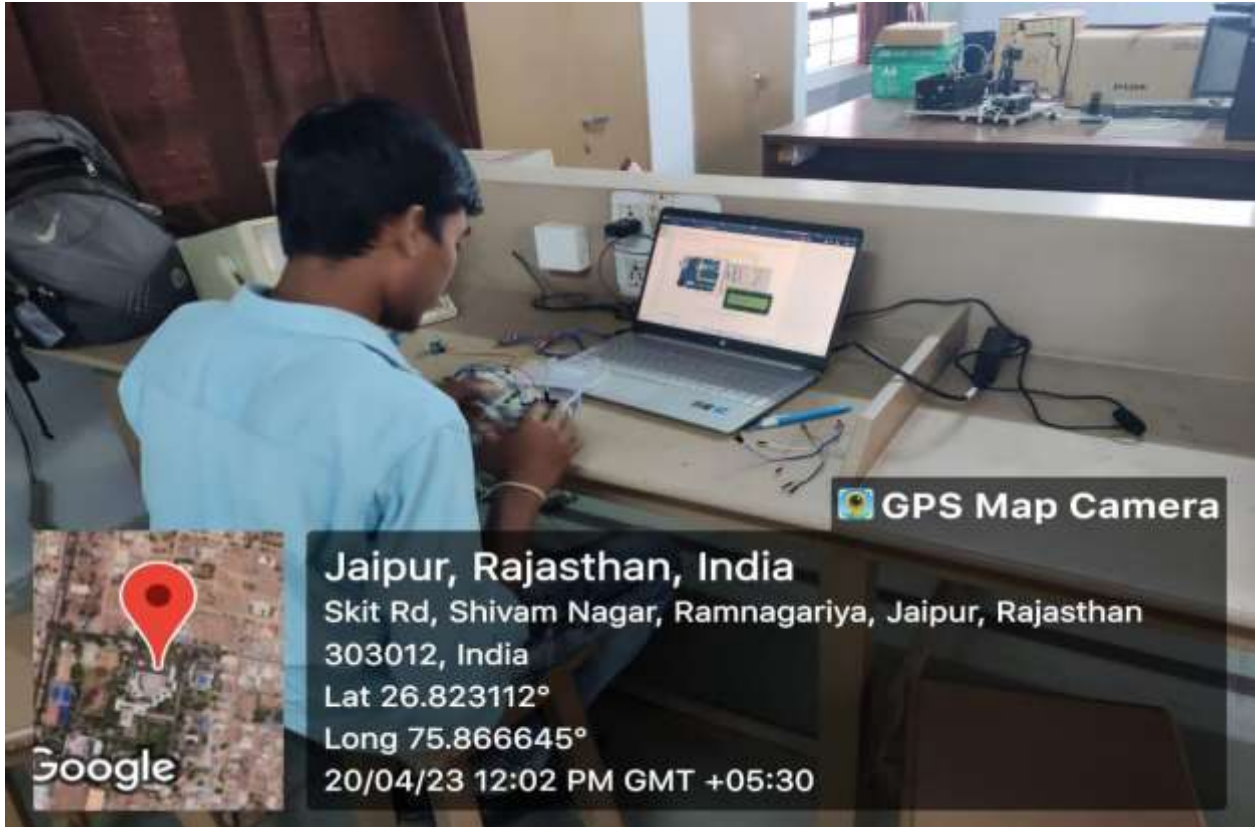 GPS Map Camera
Jaipur, Rajasthan, India
Skit Rd, Shivam Nagar, Ramnagariya, Jaipur, Rajasthan
303012, India
Lat 26.823112°
Long 75.866645°
20/04/23 12:02 PM GMT +05:30
Google